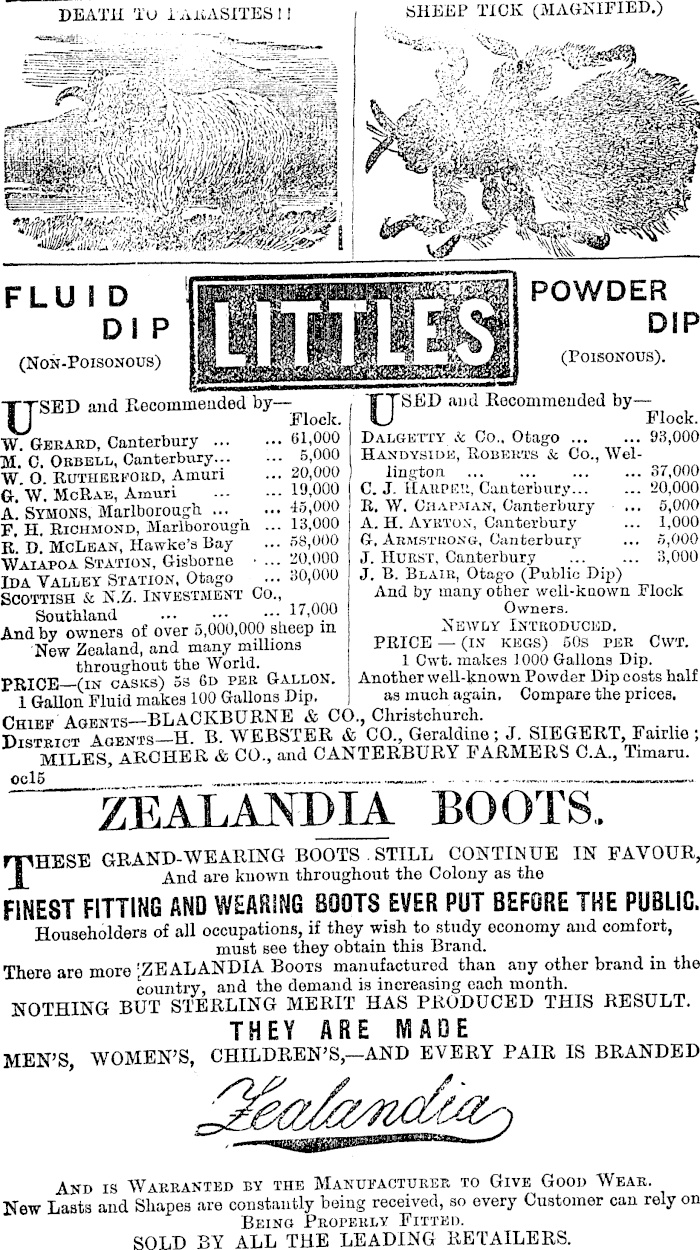 DEATH TO PARASITES!!
SHEEP TICK (MAGNIFIED.)
FLUID
DIP
(NON-POISONOUS)
LITTLES
POWDER
DIP
(POISONOUS).
USED and Recommended by—
Flock.
W. GERARD, Canterbury ... ... 61,000
M. C. ORBELL, Canterbury... ... 5,000
W. O. RUTHERFORD, Amuri ... 20,000
G. W. MCRAE, Amuri ... ... 19,000
A. SYMONS, Marlborough ... ... 45,000
F. H. RICHMOND, Marlborough ... 13,000
R. D. MCLEAN, Hawke's Bay ... 58,000
WAIAPOA STATION, Gisborne ... 20,000
IDA VALLEY STATION, Otago ... 30,000
SCOTTISH & N.Z. INVESTMENT CO.,
Southland ... ... ... 17,000
And by owners of over 5,000,000 sheep in
New Zealand, and many millions
throughout the World.
PRICE—(IN CASKS) 5S 6D PER GALLON.
1 Gallon Fluid makes 100 Gallons Dip.
USED and Recommended by—
Flock.
DALGETTY & CO., Otago ... ... 93,000
HANDYSIDE, ROBERTS & CO., Wel-
lington ... ... ... ... 37,000
C. J. HARPER, Canterbury... ... 20,000
R. W. CHAPMAN, Canterbury ... 5,000
A. H. AYRTON, Canterbury ... 1,000
G. ARMSTRONG, Canterbury ... 5,000
J. HURST, Canterbury ... ... 3,000
J. B. BLAIR, Otago (Public Dip)
And by many other well-known Flock
Owners.
NEWLY INTRODUCED.
PRICE — (IN KEGS) 50S PER CWT.
1 Cwt. makes 1000 Gallons Dip.
Another well-known Powder Dip costs half
as much again. Compare the prices.
CHIEF AGENTS—BLACKBURNE & CO., Christchurch.
DISTRICT AGENTS—H. B. WEBSTER & CO., Geraldine; J. SIEGERT, Fairlie;
MILES, ARCHER & CO., and CANTERBURY FARMERS C.A., Timaru.
oc15
ZEALANDIA BOOTS.
THESE GRAND-WEARING BOOTS STILL CONTINUE IN FAVOUR,
And are known throughout the Colony as the
FINEST FITTING AND WEARING BOOTS EVER PUT BEFORE THE PUBLIC.
Householders of all occupations, if they wish to study economy and comfort,
must see they obtain this Brand.
There are more ZEALANDIA BOOTS manufactured than any other brand in the
country, and the demand is increasing each month.
NOTHING BUT STERLING MERIT HAS PRODUCED THIS RESULT.
THEY ARE MADE
MEN'S, WOMEN'S, CHILDREN'S,—AND EVERY PAIR IS BRANDED
Zealandia
AND IS WARRANTED BY THE MANUFACTURER TO GIVE GOOD WEAR.
New Lasts and Shapes are constantly being received, so every Customer can rely on
BEING PROPERLY FITTED.
SOLD BY ALL THE LEADING RETAILERS.